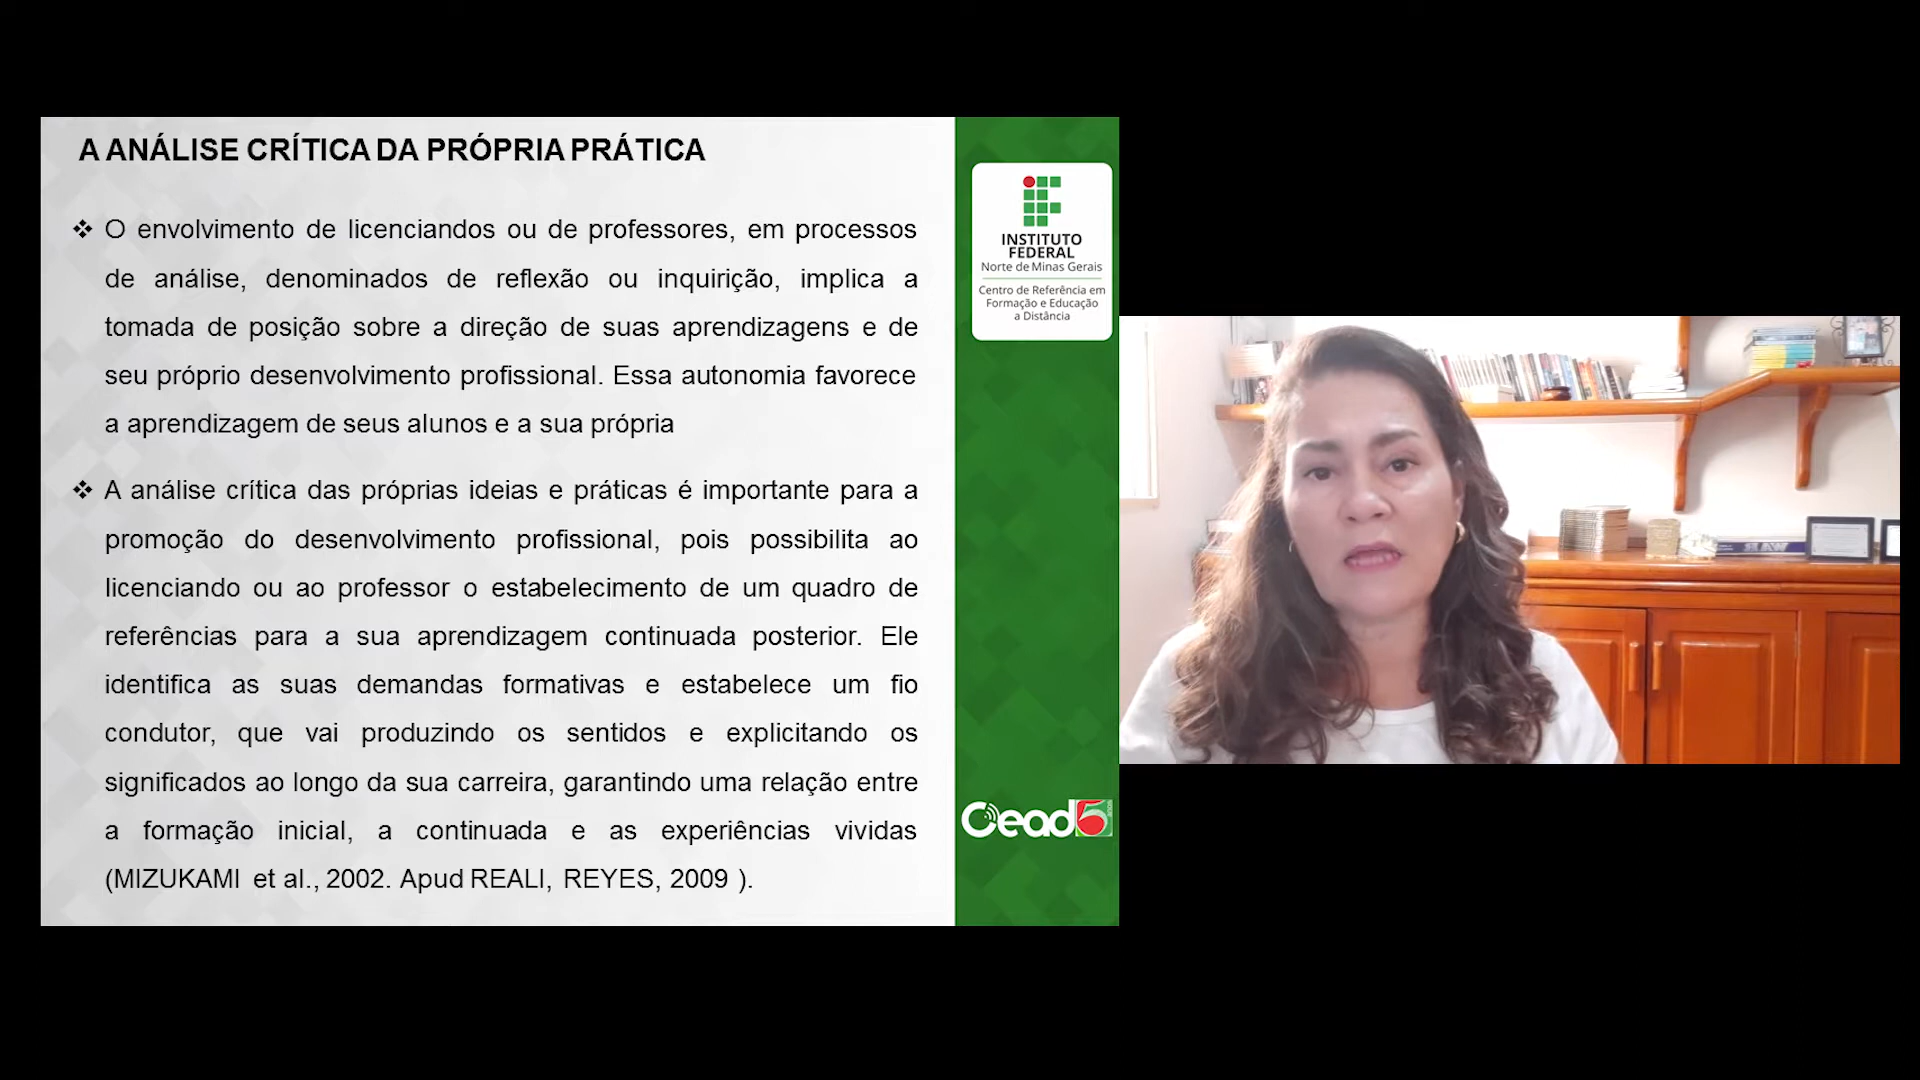 A ANÁLISE CRÍTICA DA PRÓPRIA PRÁTICA
❖ O envolvimento de licenciandos ou de professores, em processos
de análise, denominados de reflexão ou inquirição, implica a
tomada de posição sobre a direção de suas aprendizagens e de
seu próprio desenvolvimento profissional. Essa autonomia favorece
a aprendizagem de seus alunos e a sua própria
❖ A análise crítica das próprias ideias e práticas é importante para a
promoção do desenvolvimento profissional, pois possibilita ao
licenciando ou ao professor o estabelecimento de um quadro de
referências para a sua aprendizagem continuada posterior. Ele
identifica as suas demandas formativas e estabelece um fio
condutor, que vai produzindo os sentidos e explicitando os
significados ao longo da sua carreira, garantindo uma relação entre
a formação inicial, a continuada e as experiências vividas
(MIZUKAMI et al., 2002. Apud REALI, REYES, 2009 ).
INSTITUTO
FEDERAL
Norte de Minas Gerais
Centro de Referência em
Formação e Educação
a Distância
Cead 5